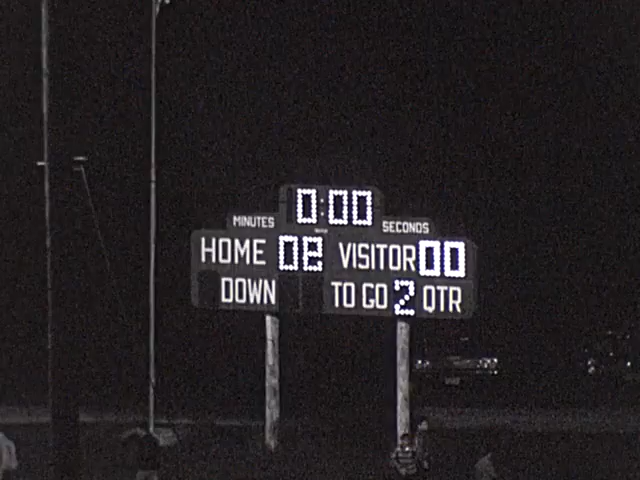 0:00
MINUTES SECONDS
HOME 08 VISITOR 00
DOWN TO GO 2 QTR